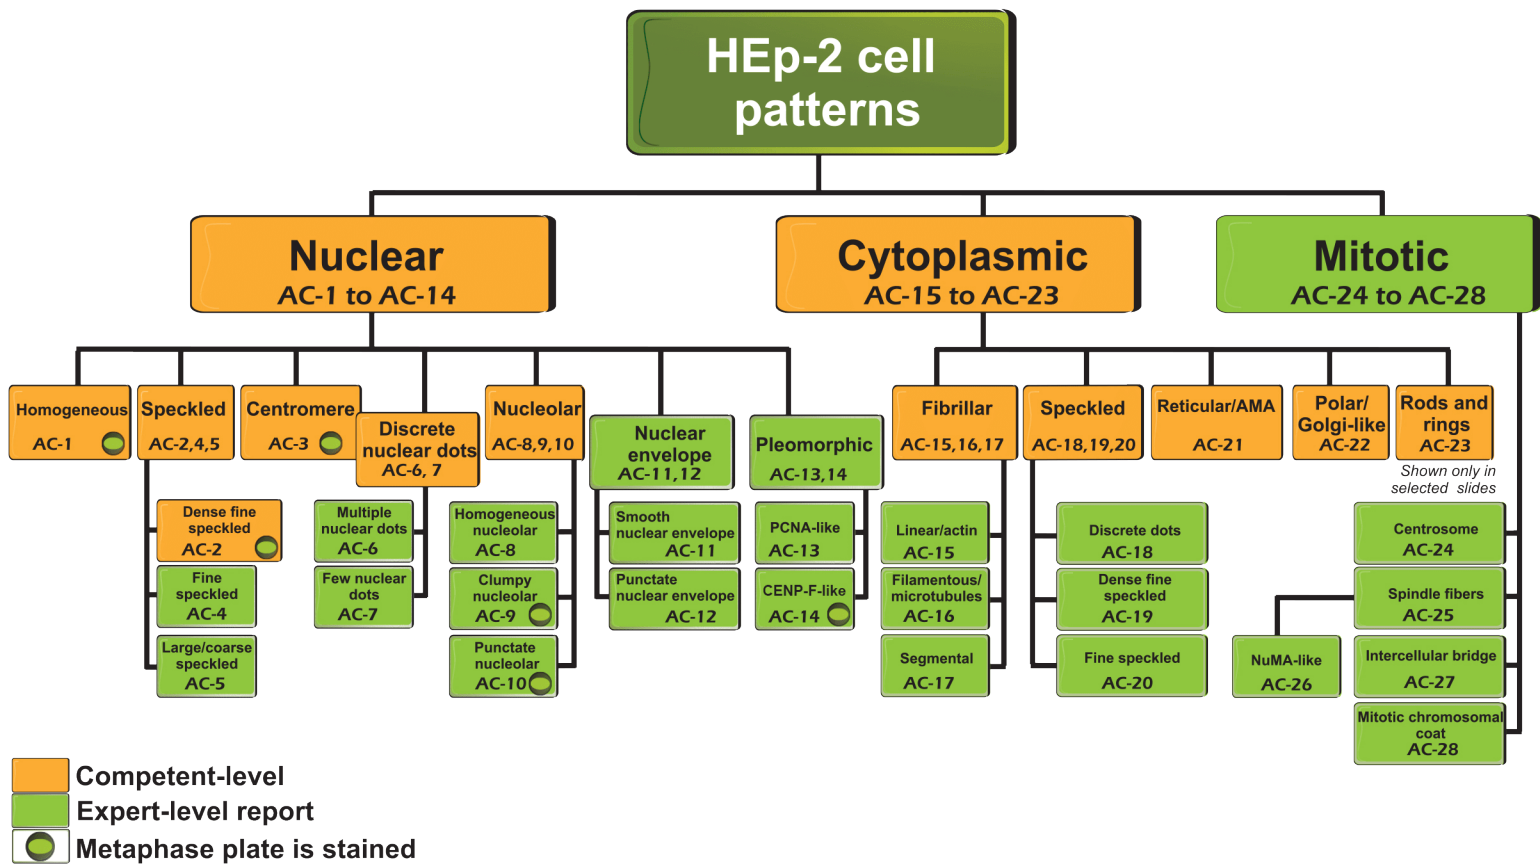 HEp-2 cell
patterns
Nuclear
AC-1 to AC-14
Cytoplasmic
AC-15 to AC-23
Mitotic
AC-24 to AC-28
Homogeneous
AC-1
Speckled
AC-2,4,5
Centromere
AC-3
Discrete
nuclear dots
AC-6, 7
Nucleolar
AC-8,9,10
Nuclear
envelope
AC-11,12
Pleomorphic
AC-13,14
Fibrillar
AC-15,16,17
Speckled
AC-18,19,20
Reticular/AMA
AC-21
Polar/
Golgi-like
AC-22
Rods and
rings
AC-23
Shown only in
selected slides
Dense fine
speckled
AC-2
Fine
speckled
AC-4
Large/coarse
speckled
AC-5
Multiple
nuclear dots
AC-6
Few nuclear
dots
AC-7
Homogeneous
nucleolar
AC-8
Clumpy
nucleolar
AC-9
Punctate
nucleolar
AC-10
Smooth
nuclear envelope
AC-11
Punctate
nuclear envelope
AC-12
PCNA-like
AC-13
CENP-F-like
AC-14
Linear/actin
AC-15
Filamentous/
microtubules
AC-16
Segmental
AC-17
Discrete dots
AC-18
Dense fine
speckled
AC-19
Fine speckled
AC-20
Centrosome
AC-24
Spindle fibers
AC-25
NuMA-like
AC-26
Intercellular bridge
AC-27
Mitotic chromosomal
coat
AC-28
Competent-level
Expert-level report
Metaphase plate is stained